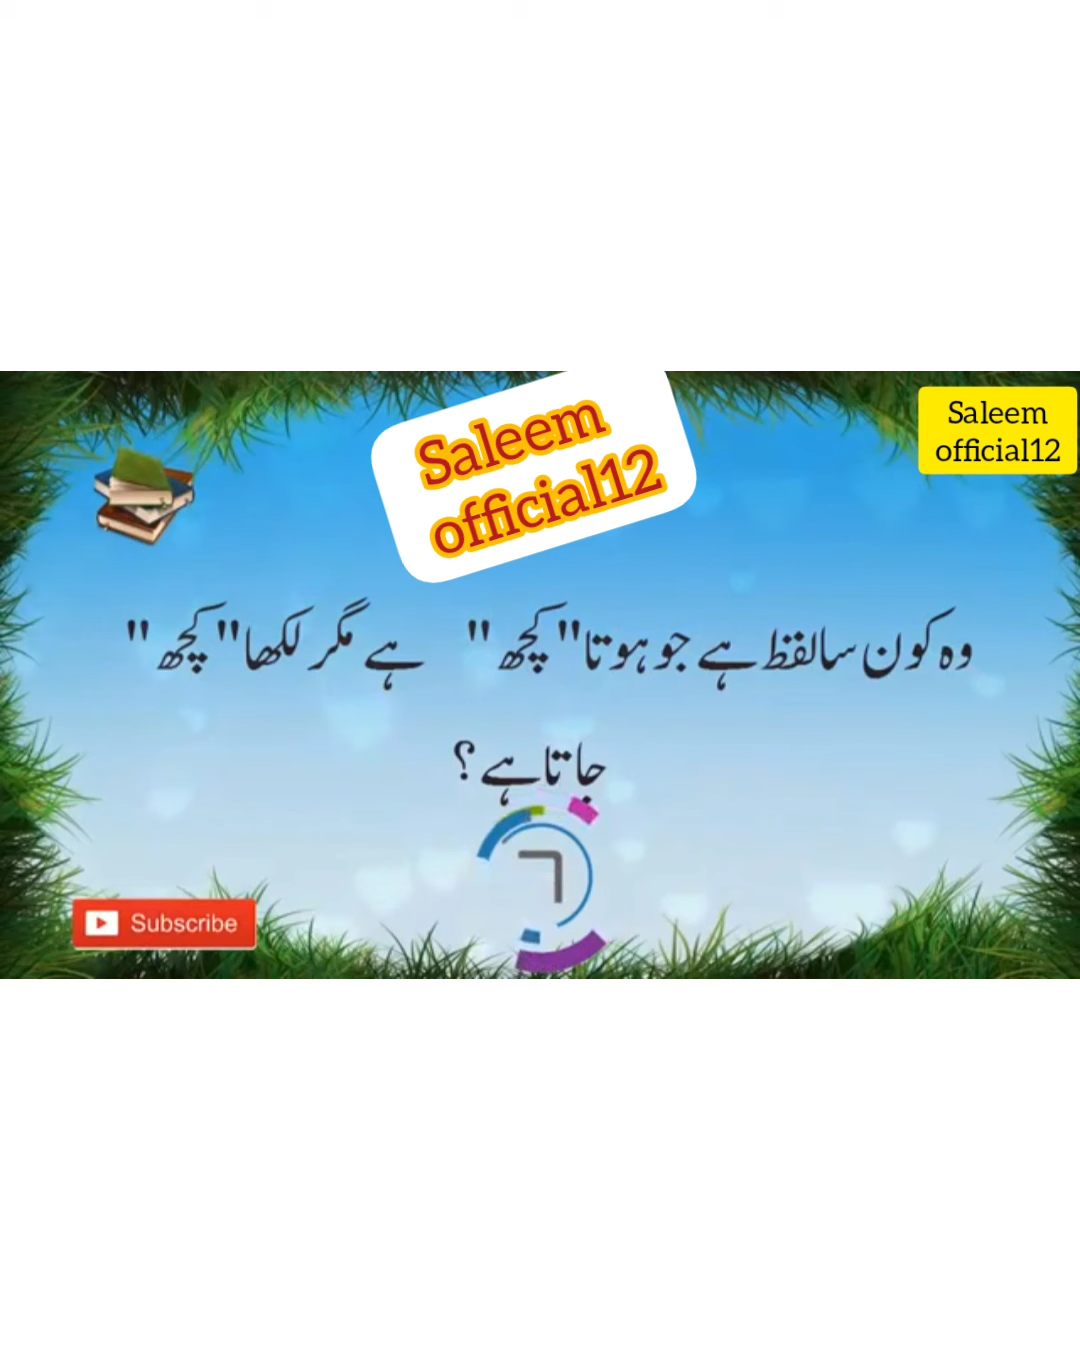 Saleem
official12
Saleem
official12
وہ کون سا لفظ ہے جو ہوتا "کچھ" ہے مگر لکھا "کچھ"
جاتا ہے ؟
Subscribe